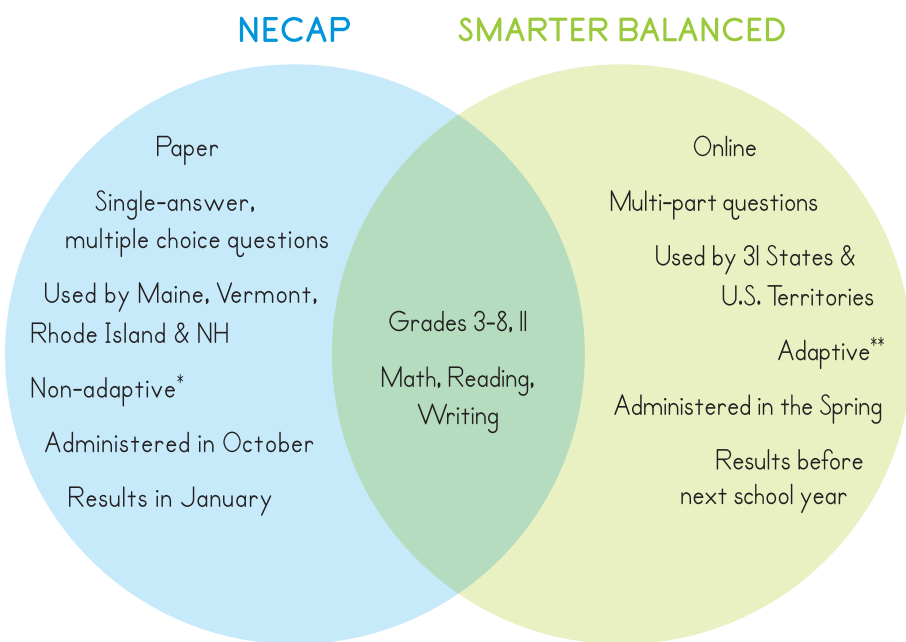 NECAP
SMARTER BALANCED
Paper
Single-answer,
multiple choice questions
Used by Maine, Vermont,
Rhode Island & NH
Non-adaptive*
Administered in October
Results in January
Grades 3-8, 11
Math, Reading,
Writing
Online
Multi-part questions
Used by 31 States &
U.S. Territories
Adaptive**
Administered in the Spring
Results before
next school year